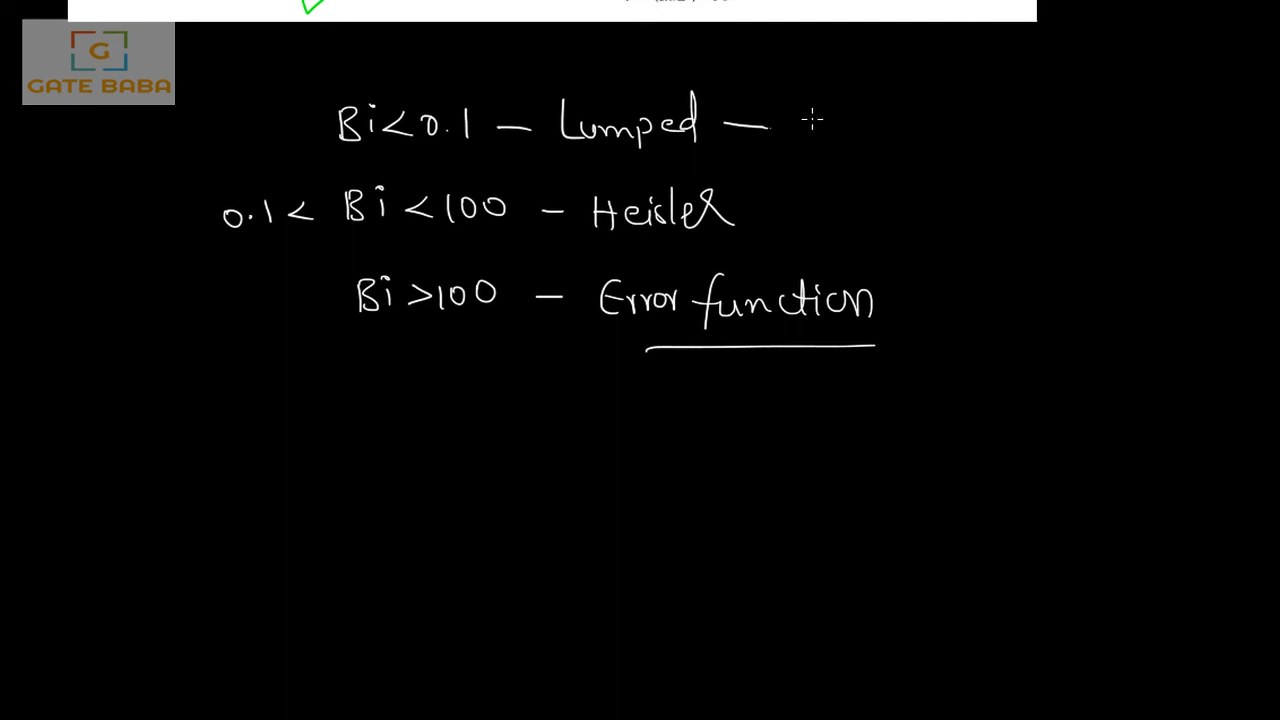 G
GATE BABA
Bi < 0.1 — Lumped —
0.1 < Bi < 100 — Heisler
Bi > 100 — Error function